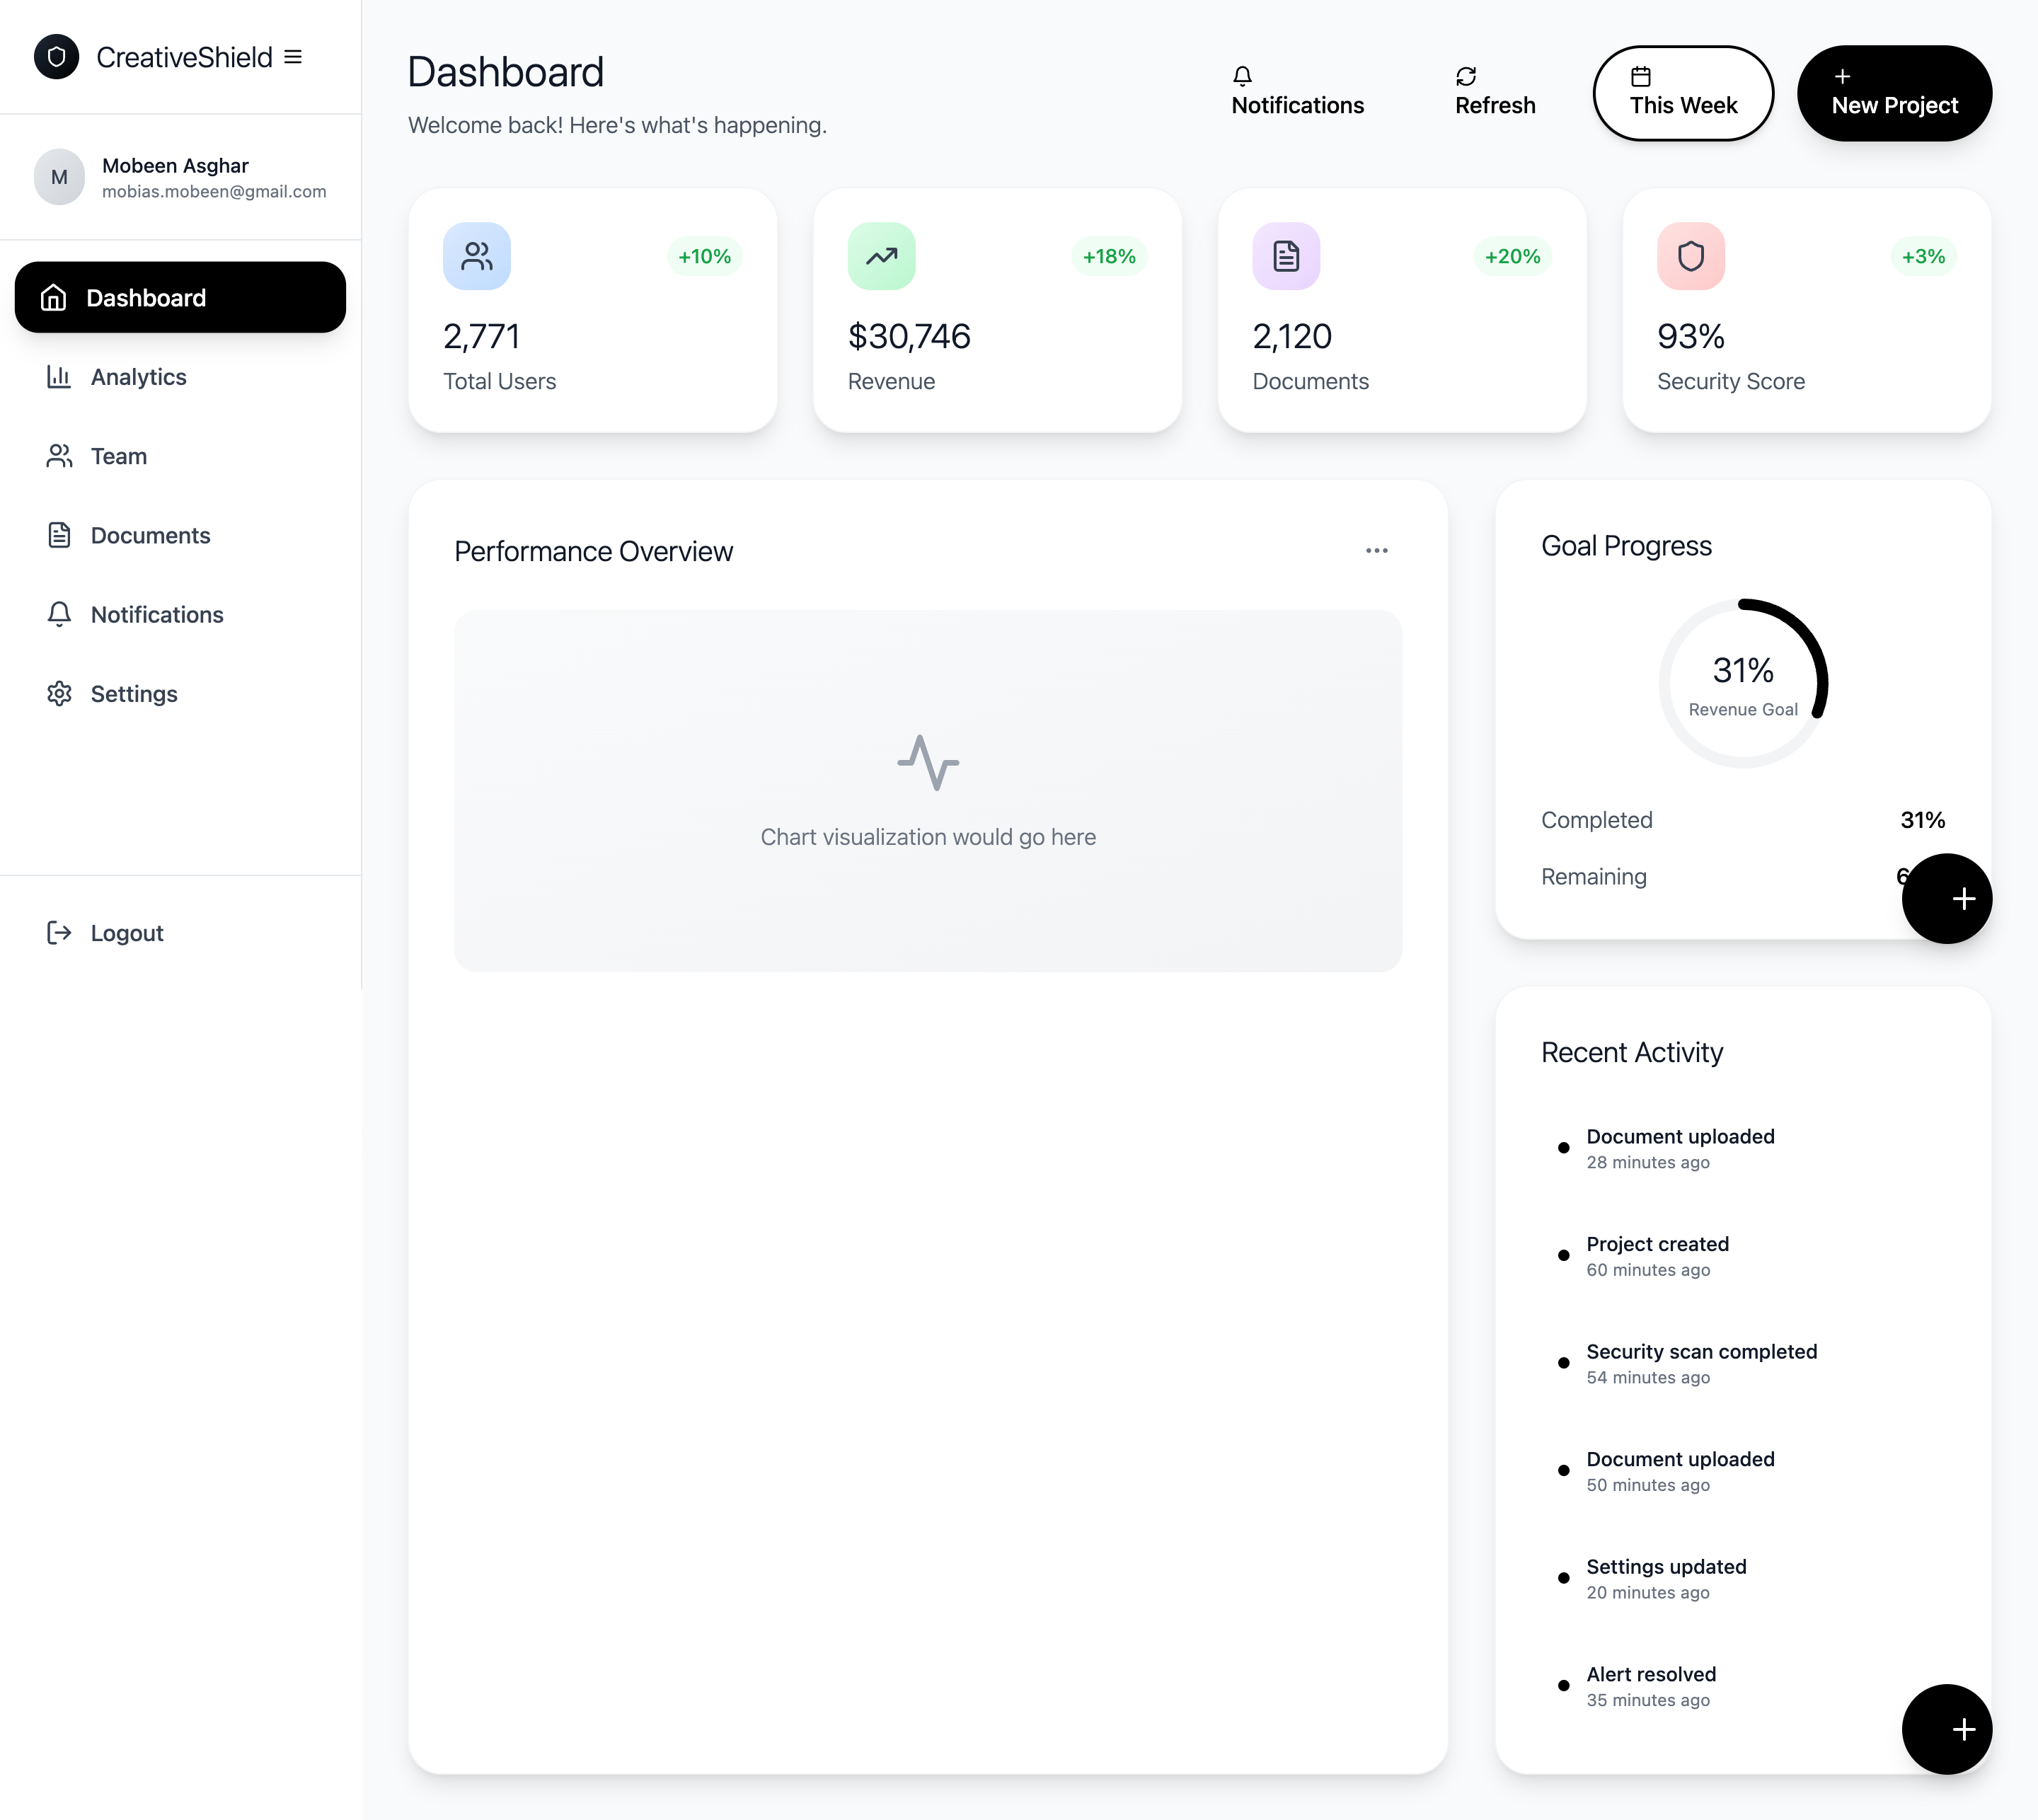 CreativeShield
M
Mobeen Asghar
mobias.mobeen@gmail.com
Dashboard
Analytics
Team
Documents
Notifications
Settings
Logout
Dashboard
Welcome back! Here's what's happening.
Notifications
Refresh
This Week
New Project
+10%
2,771
Total Users
+18%
$30,746
Revenue
+20%
2,120
Documents
+3%
93%
Security Score
Performance Overview
Chart visualization would go here
Goal Progress
31%
Revenue Goal
Completed 31%
Remaining
Recent Activity
Document uploaded
28 minutes ago
Project created
60 minutes ago
Security scan completed
54 minutes ago
Document uploaded
50 minutes ago
Settings updated
20 minutes ago
Alert resolved
35 minutes ago